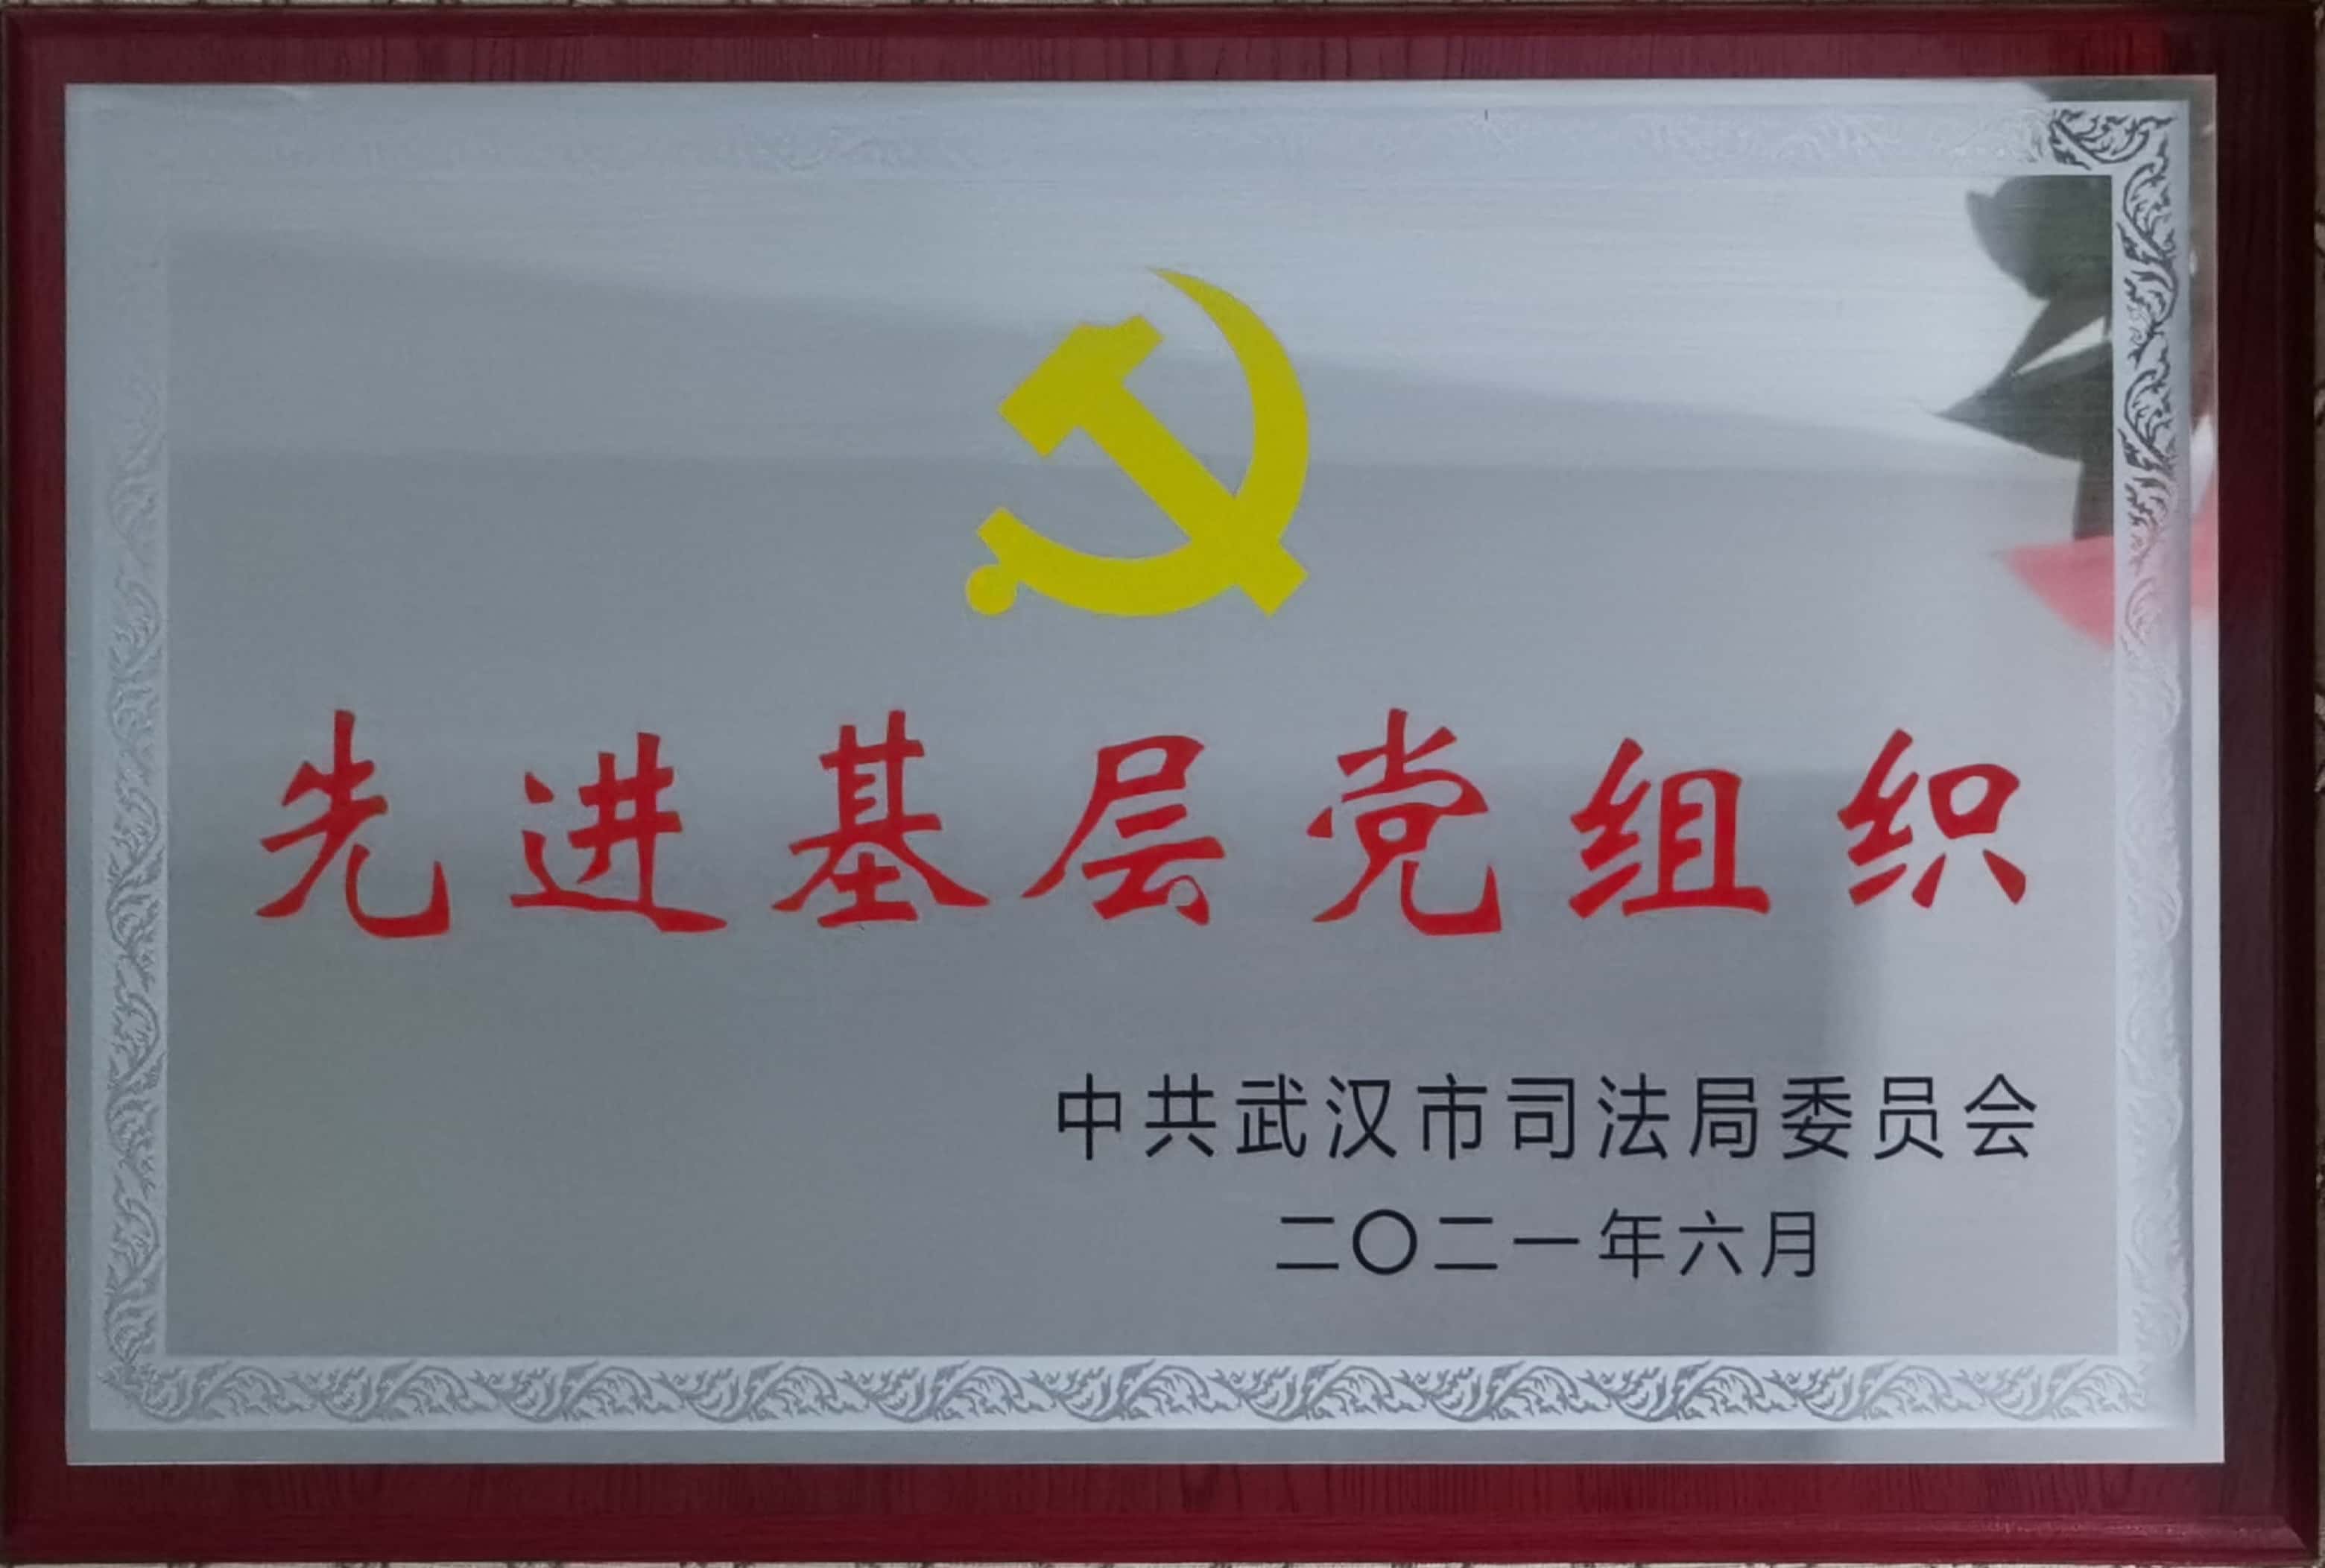 先进基层党组织
中共武汉市司法局委员会
二〇二一年六月